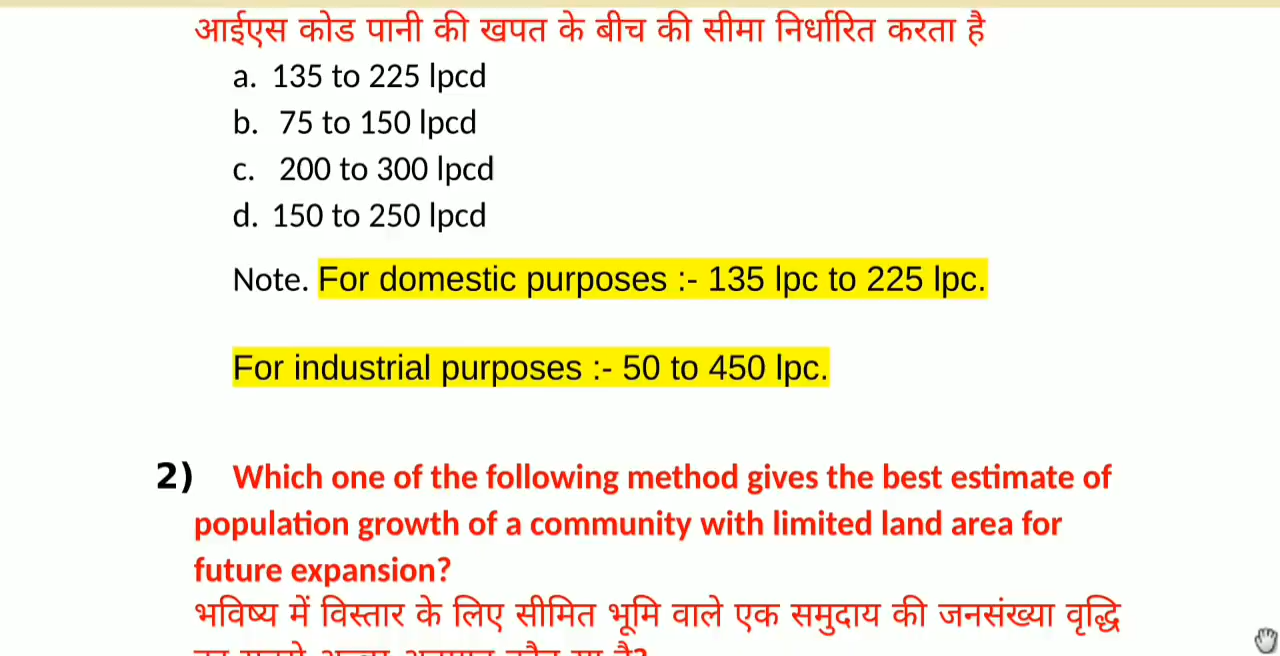 आईएस कोड पानी की खपत के बीच की सीमा निर्धारित करता है
a. 135 to 225 lpcd
b. 75 to 150 lpcd
c. 200 to 300 lpcd
d. 150 to 250 lpcd
Note. For domestic purposes :- 135 lpc to 225 lpc.
For industrial purposes :- 50 to 450 lpc.
2) Which one of the following method gives the best estimate of
population growth of a community with limited land area for
future expansion?
भविष्य में विस्तार के लिए सीमित भूमि वाले एक समुदाय की जनसंख्या वृद्धि